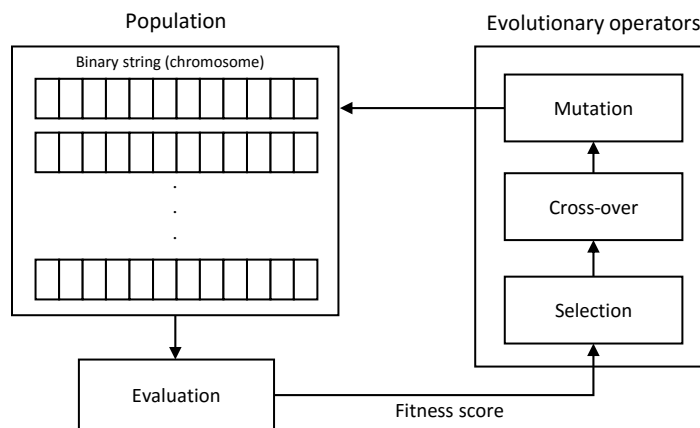 Population
Evolutionary operators
Binary string (chromosome)
Mutation
Cross-over
Selection
Evaluation
Fitness score